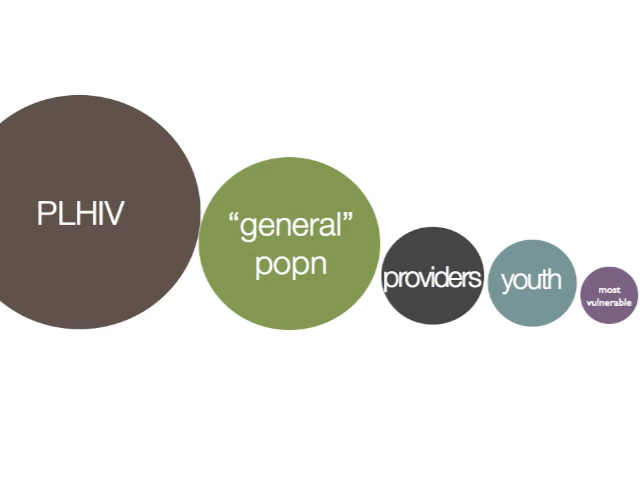 PLHIV
“general”
popn
providers
youth
most
vulnerable